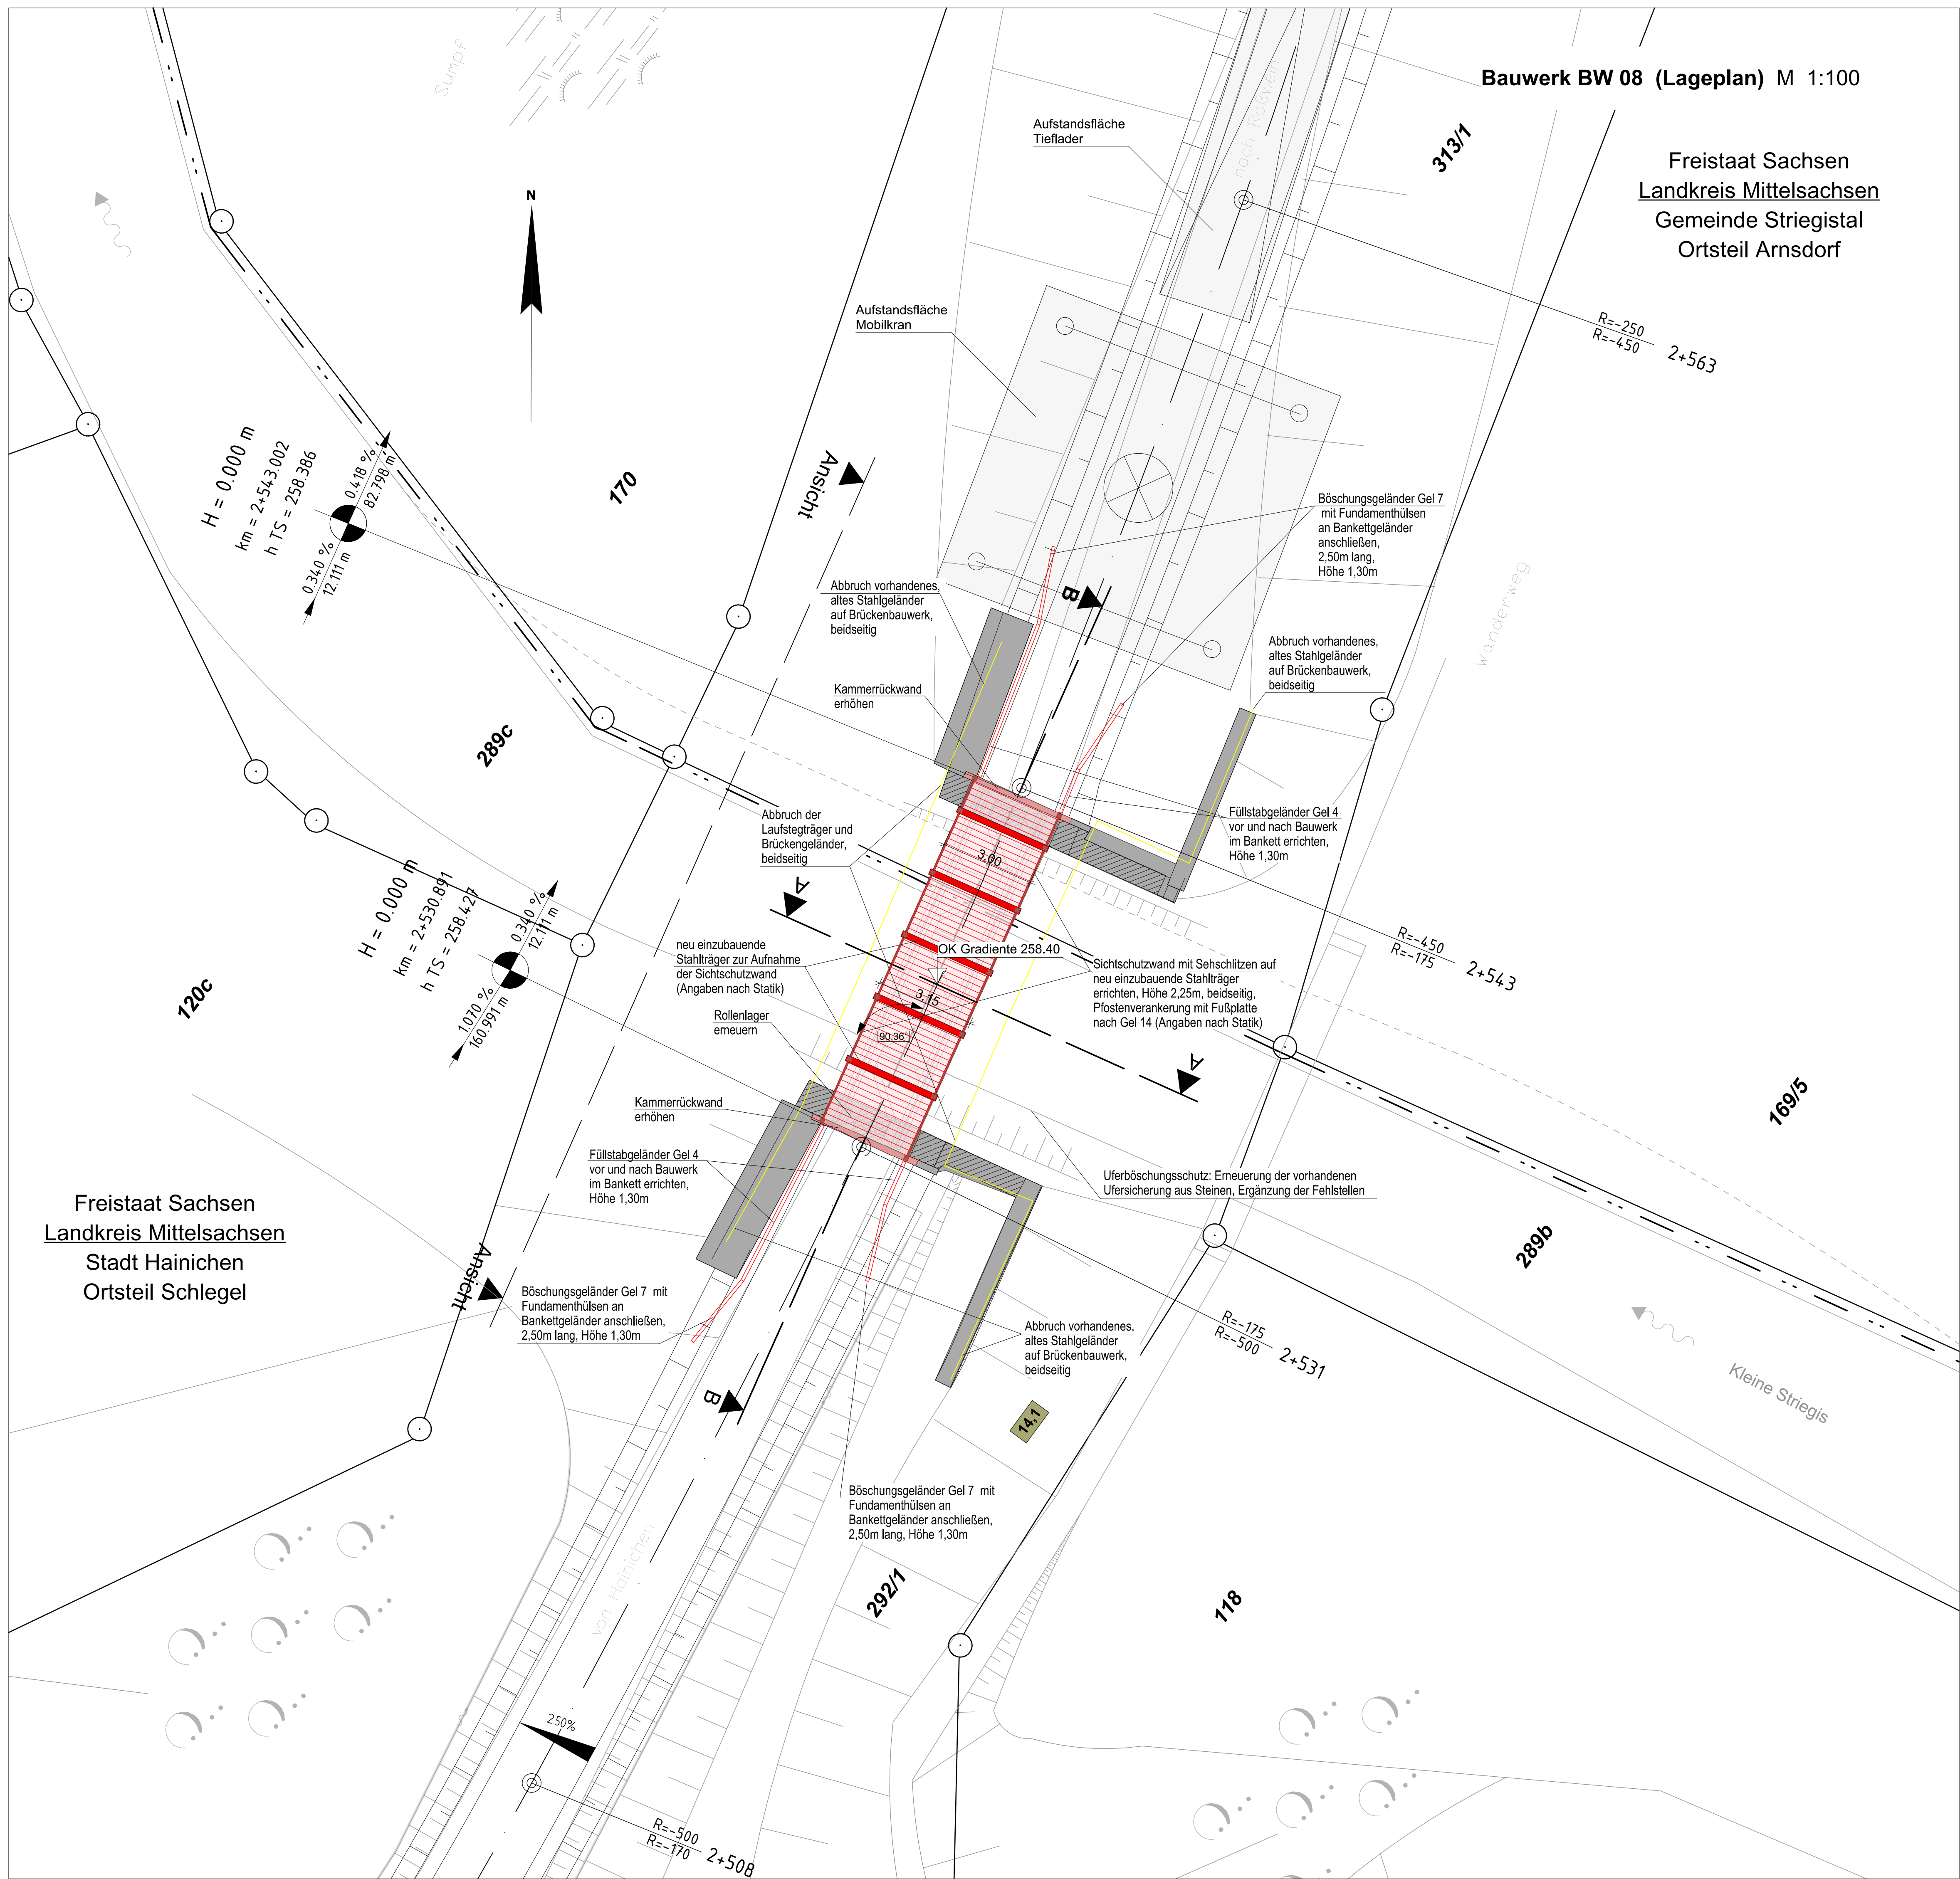 Bauwerk BW 08 (Lageplan) M 1:100
Freistaat Sachsen
Landkreis Mittelsachsen
Gemeinde Striegistal
Ortsteil Arnsdorf
Sumpf
nach Roßwein
313/1
Aufstandsfläche
Tieflader
N
Aufstandsfläche
Mobilkran
R=-250
R=-450
2+563
H = 0.000 m
km = 2+543.002
h TS = 258.386
0.418 %
82.798 m
0.340 %
12.111 m
170
Ansicht
Böschungsgeländer Gel 7
mit Fundamenthülsen
an Bankettgeländer
anschließen,
2,50m lang,
Höhe 1,30m
Abbruch vorhandenes,
altes Stahlgeländer
auf Brückenbauwerk,
beidseitig
B
Wanderweg
Abbruch vorhandenes,
altes Stahlgeländer
auf Brückenbauwerk,
beidseitig
Kammerrückwand
erhöhen
289c
Abbruch der
Laufstegträger und
Brückengeländer,
beidseitig
Füllstabgeländer Gel 4
vor und nach Bauwerk
im Bankett errichten,
Höhe 1,30m
3,00
A
H = 0.000 m
km = 2+530.891
h TS = 258.427
0.340 %
12.111 m
1.070 %
160.991 m
120c
neu einzubauende
Stahlträger zur Aufnahme
der Sichtschutzwand
(Angaben nach Statik)
OK Gradiente 258.40
R=-450
R=-175
2+543
Sichtschutzwand mit Sehschlitzen auf
neu einzubauende Stahlträger
errichten, Höhe 2,25m, beidseitig,
Pfostenverankerung mit Fußplatte
nach Gel 14 (Angaben nach Statik)
3,15
90,36°
Rollenlager
erneuern
A
169/5
Kammerrückwand
erhöhen
Füllstabgeländer Gel 4
vor und nach Bauwerk
im Bankett errichten,
Höhe 1,30m
Uferböschungsschutz: Erneuerung der vorhandenen
Ufersicherung aus Steinen, Ergänzung der Fehlstellen
Freistaat Sachsen
Landkreis Mittelsachsen
Stadt Hainichen
Ortsteil Schlegel
289b
Ansicht
Böschungsgeländer Gel 7 mit
Fundamenthülsen an
Bankettgeländer anschließen,
2,50m lang, Höhe 1,30m
R=-175
R=-500
2+531
Abbruch vorhandenes,
altes Stahlgeländer
auf Brückenbauwerk,
beidseitig
B
14,1
Kleine Striegis
Böschungsgeländer Gel 7 mit
Fundamenthülsen an
Bankettgeländer anschließen,
2,50m lang, Höhe 1,30m
von Hainichen
292/1
118
2.50%
R=-500
R=-170
2+508